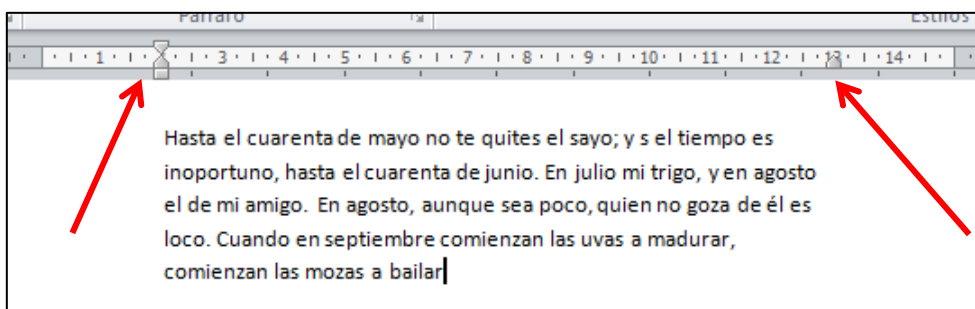 Párrafo Estilos
1 3 4 5 6 7 8 9 10 11 12 13 14
Hasta el cuarenta de mayo no te quites el sayo; y s el tiempo es
inoportuno, hasta el cuarenta de junio. En julio mi trigo, y en agosto
el de mi amigo. En agosto, aunque sea poco, quien no goza de él es
loco. Cuando en septiembre comienzan las uvas a madurar,
comienzan las mozas a bailar